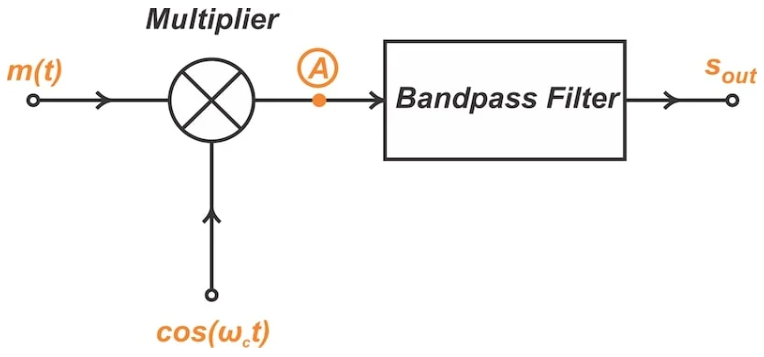 Multiplier
m(t)
A
Bandpass Filter
s_out
cos(ω_c t)